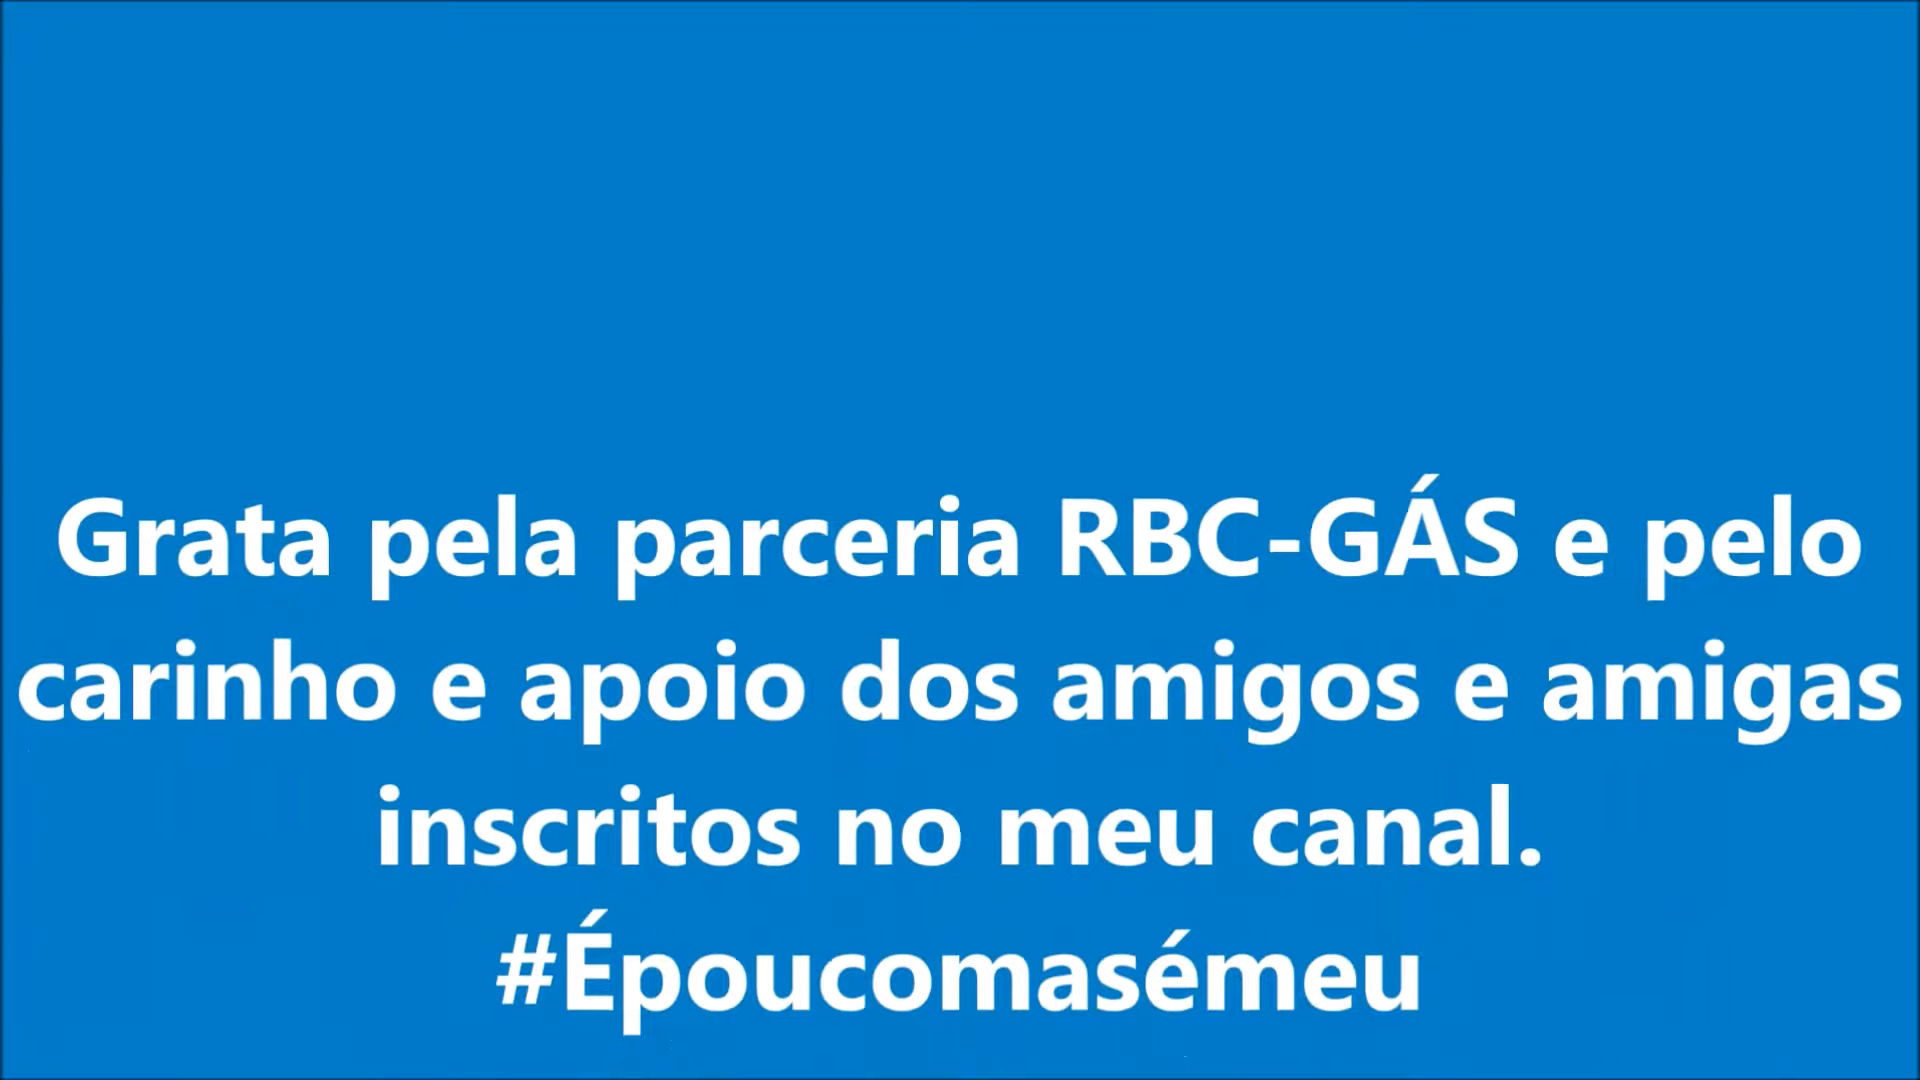 Grata pela parceria RBC-GÁS e pelo
carinho e apoio dos amigos e amigas
inscritos no meu canal.
#Époucomasémeu